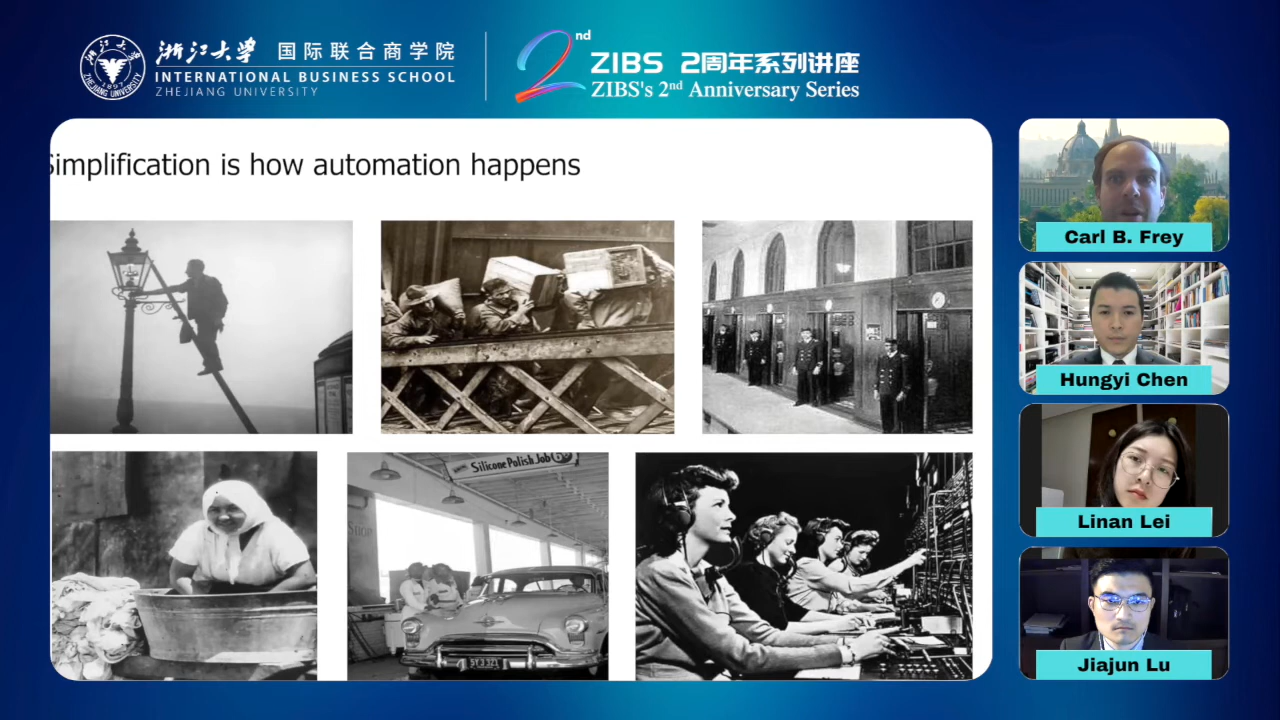 浙江大学 国际联合商学院
INTERNATIONAL BUSINESS SCHOOL
ZHEJIANG UNIVERSITY
1897
2nd
ZIBS 2周年系列讲座
ZIBS's 2nd Anniversary Series
Simplification is how automation happens
Silicone Polish Job
SHOP
Carl B. Frey
Hungyi Chen
Linan Lei
Jiajun Lu